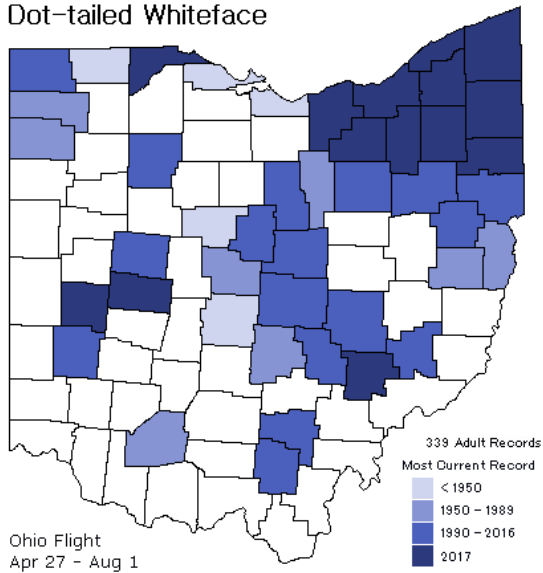 Dot-tailed Whiteface
339 Adult Records
Most Current Record
< 1950
1950 - 1989
1990 - 2016
2017
Ohio Flight
Apr 27 - Aug 1